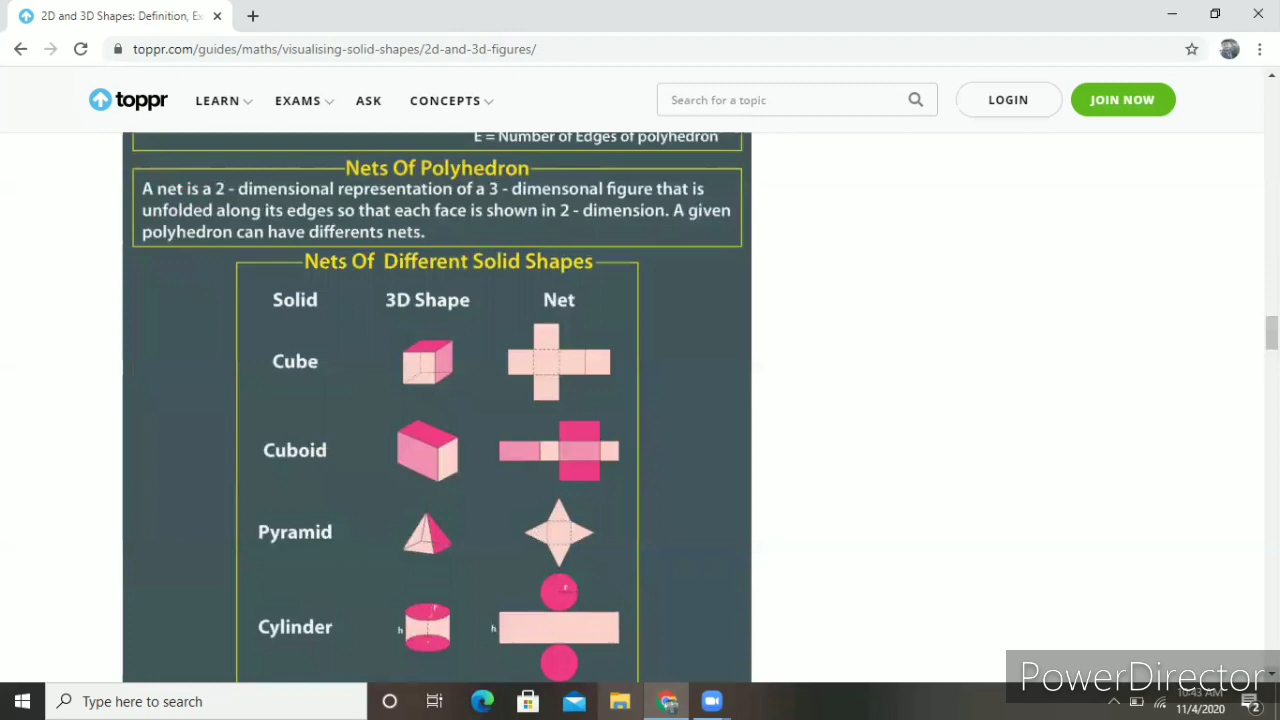 2D and 3D Shapes: Definition, Ex
toppr.com/guides/maths/visualising-solid-shapes/2d-and-3d-figures/
toppr LEARN EXAMS ASK CONCEPTS Search for a topic LOGIN JOIN NOW
E = Number of Edges of polyhedron
Nets Of Polyhedron
A net is a 2 - dimensional representation of a 3 - dimensonal figure that is
unfolded along its edges so that each face is shown in 2 - dimension. A given
polyhedron can have differents nets.
Nets Of Different Solid Shapes
Solid 3D Shape Net
Cube
Cuboid
Pyramid
r
r
Cylinder h h
PowerDirector
Type here to search
10:43 AM
11/4/2020
2